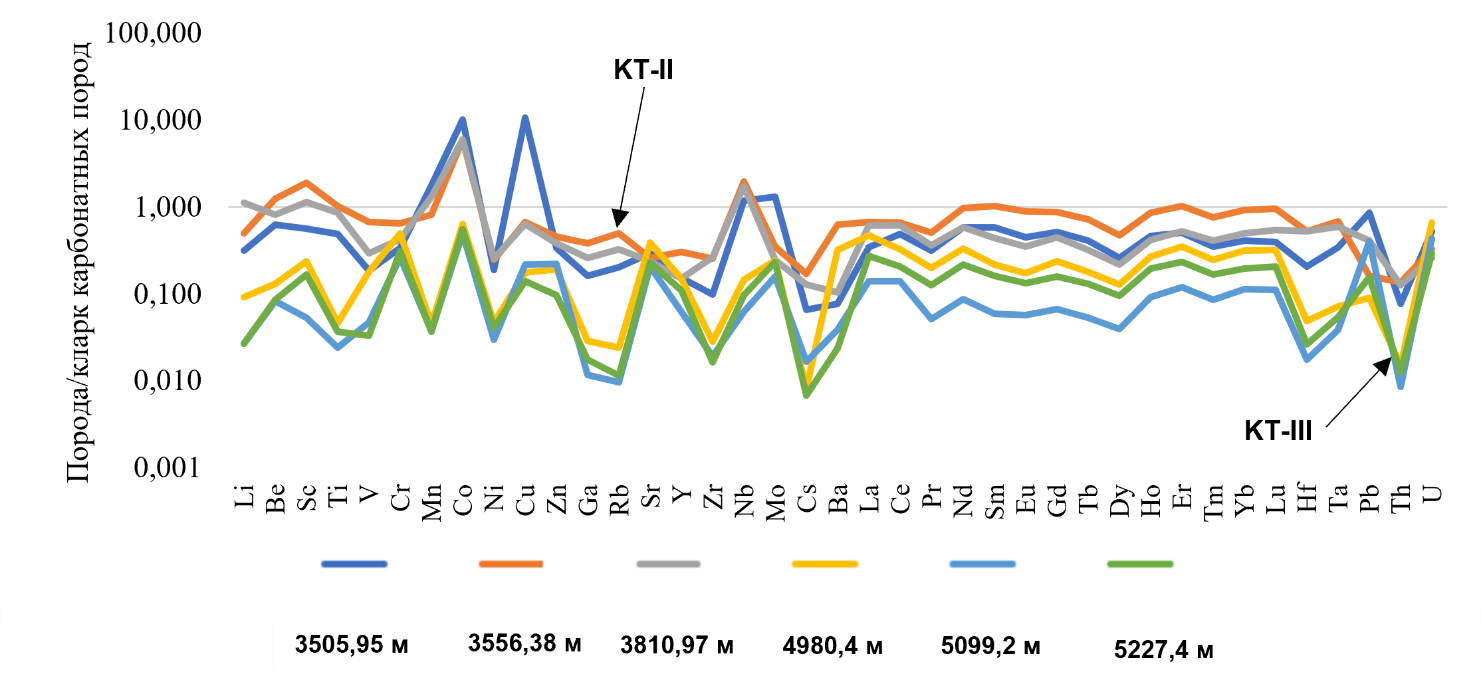 Порода/кларк карбонатных пород
100,000
10,000
1,000
0,100
0,010
0,001
KT-II
KT-III
Li Be Sc Ti V Cr Mn Co Ni Cu Zn Ga Rb Sr Y Zr Nb Mo Cs Ba La Ce Pr Nd Sm Eu Gd Tb Dy Ho Er Tm Yb Lu Hf Ta Pb Th U
3505,95 м 3556,38 м 3810,97 м 4980,4 м 5099,2 м 5227,4 м